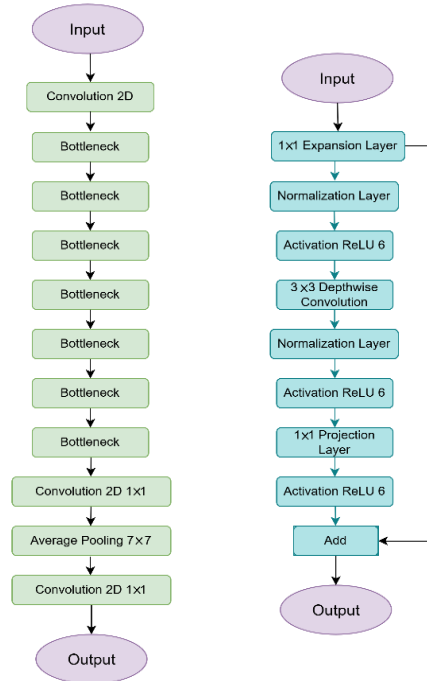 Input
Convolution 2D
Bottleneck
Bottleneck
Bottleneck
Bottleneck
Bottleneck
Bottleneck
Bottleneck
Convolution 2D 1×1
Average Pooling 7×7
Convolution 2D 1×1
Output
Input
1×1 Expansion Layer
Normalization Layer
Activation ReLU 6
3×3 Depthwise
Convolution
Normalization Layer
Activation ReLU 6
1×1 Projection
Layer
Activation ReLU 6
Add
Output